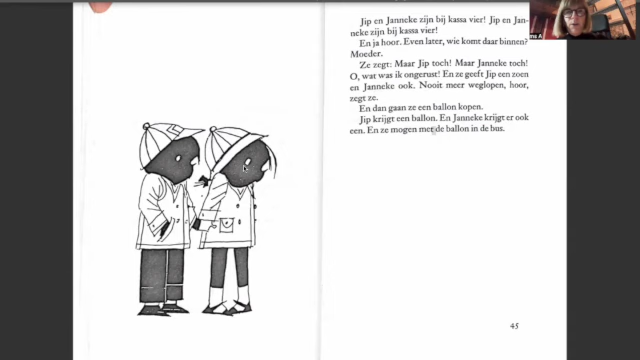 Jip en Janneke zijn bij kassa vier! Jip en Jan-
neke zijn bij kassa vier!
En ja hoor. Even later, wie komt daar binnen?
Moeder.
Ze zegt: Maar Jip toch! Maar Janneke toch!
O, wat was ik ongerust! En ze geeft Jip een zoen
en Janneke ook. Nooit meer weglopen, hoor,
zegt ze.
En dan gaan ze een ballon kopen.
Jip krijgt een ballon. En Janneke krijgt er ook
een. En ze mogen met de ballon in de bus.
45